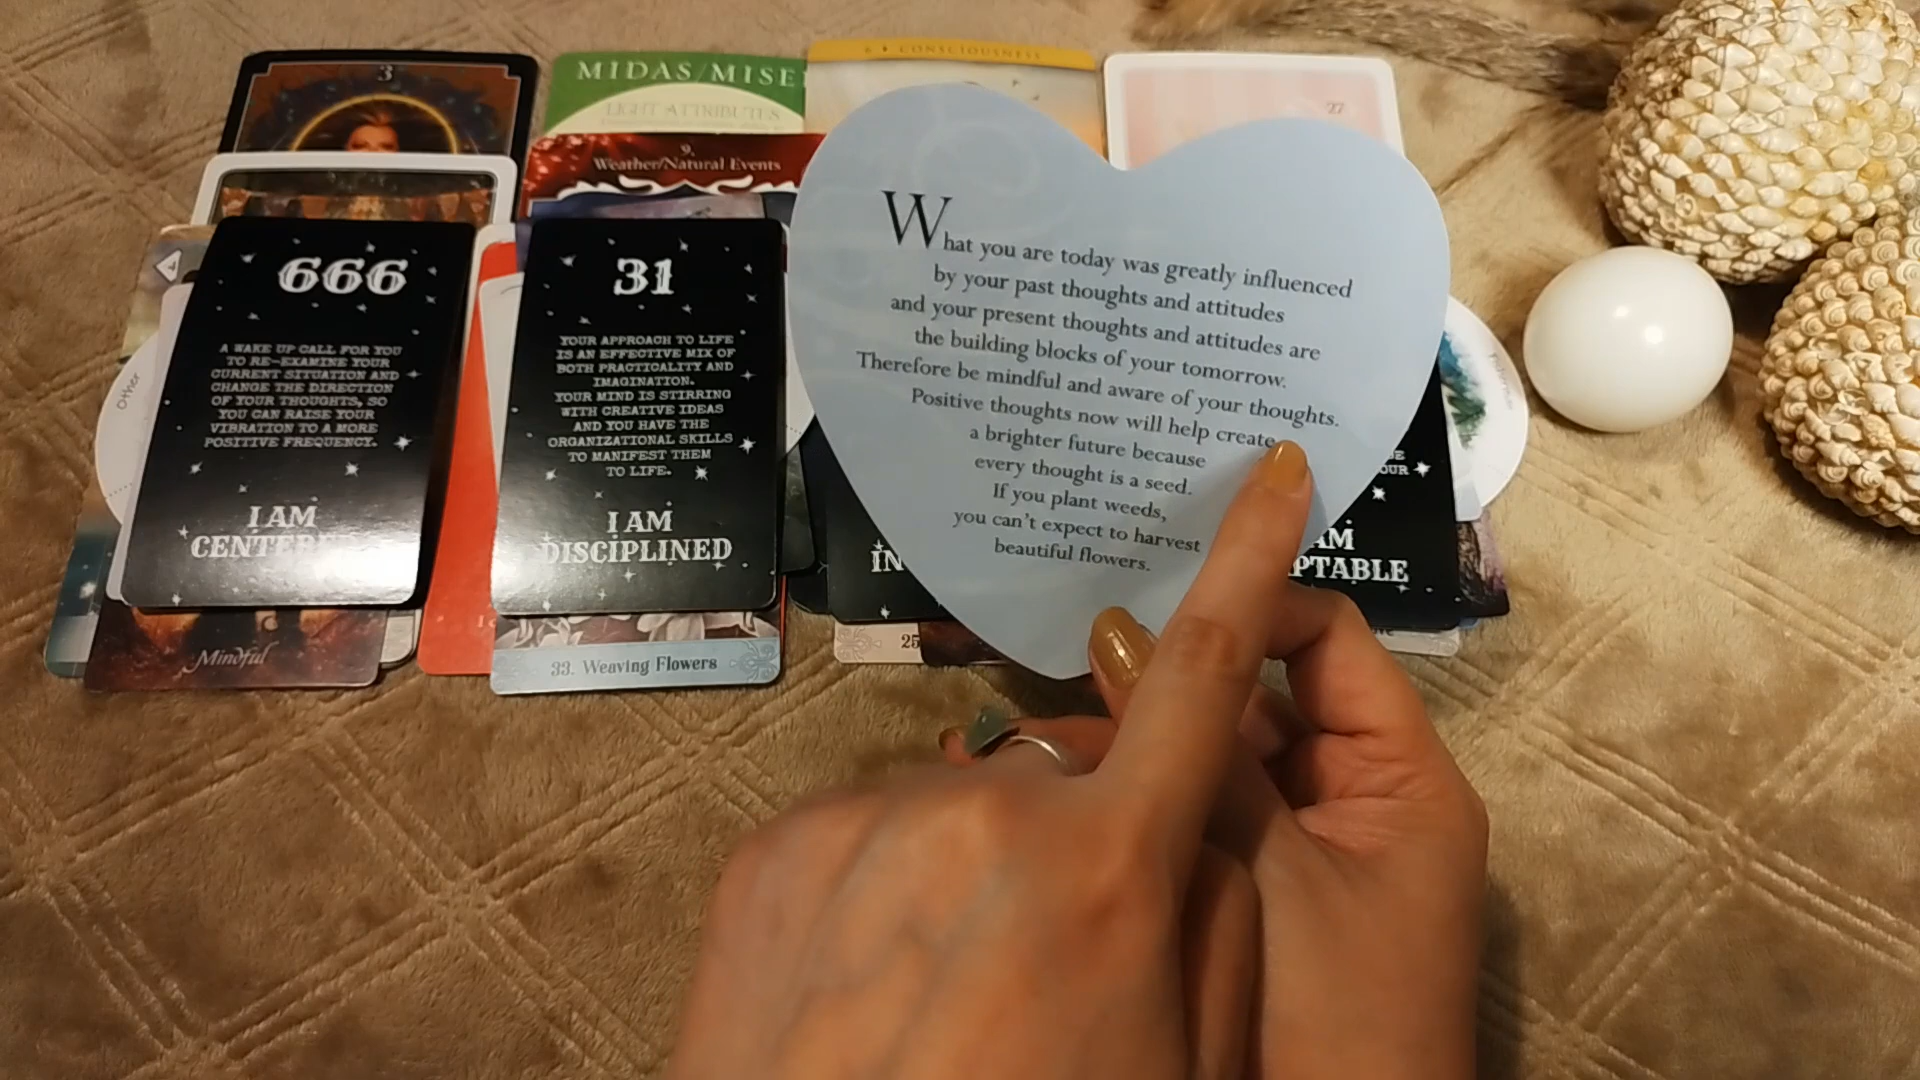 3
MIDAS/MISE
LIGHT ATTRIBUTES
6 CONSCIOUSNESS
27
9.
Weather/Natural Events
Other
666
A WAKE UP CALL FOR YOU
TO RE-EXAMINE YOUR
CURRENT SITUATION AND
CHANGE THE DIRECTION
OF YOUR THOUGHTS, SO
YOU CAN RAISE YOUR
VIBRATION TO A MORE
POSITIVE FREQUENCY.
I AM
CENTERED
Mindful
31
YOUR APPROACH TO LIFE
IS AN EFFECTIVE MIX OF
BOTH PRACTICALITY AND
IMAGINATION.
YOUR MIND IS STIRRING
WITH CREATIVE IDEAS
AND YOU HAVE THE
ORGANIZATIONAL SKILLS
TO MANIFEST THEM
TO LIFE.
I AM
DISCIPLINED
33. Weaving Flowers
What you are today was greatly influenced
by your past thoughts and attitudes
and your present thoughts and attitudes are
the building blocks of your tomorrow.
Therefore be mindful and aware of your thoughts.
Positive thoughts now will help create
a brighter future because
every thought is a seed.
If you plant weeds,
you can't expect to harvest
beautiful flowers.
IN
25
OUR
AM
PTABLE